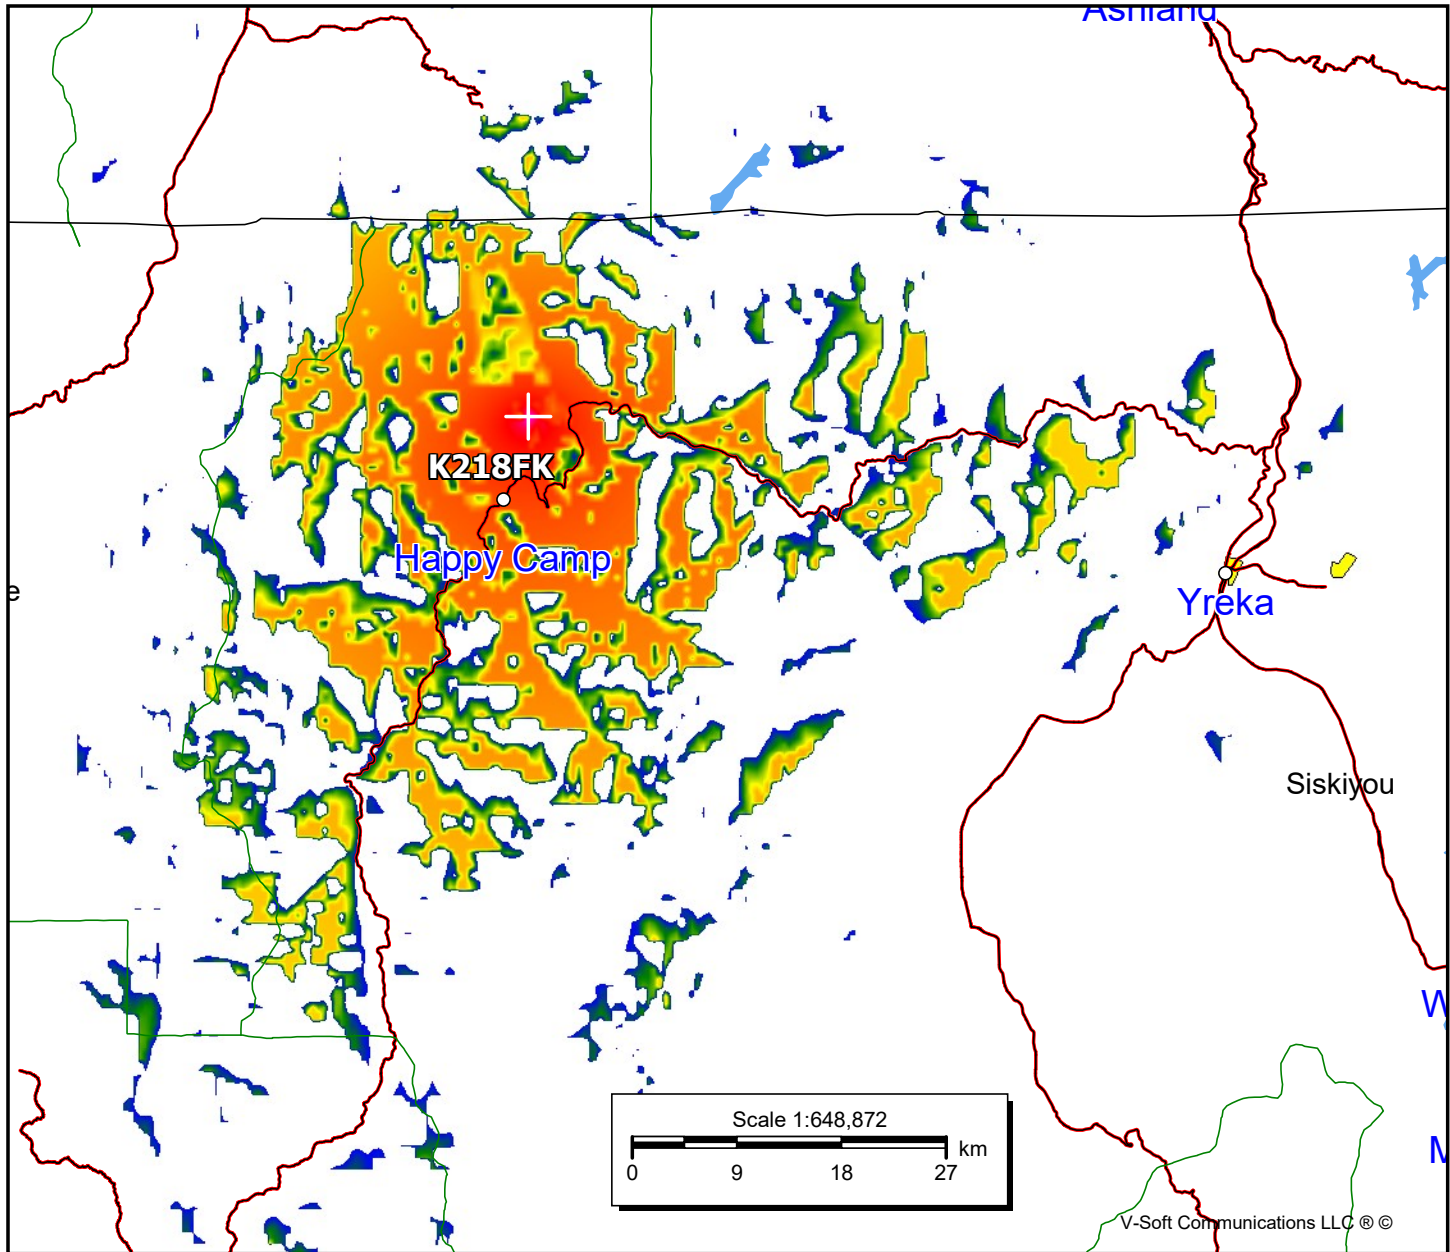 Ashland
K218FK
Happy Camp
e
Yreka
Siskiyou
W
M
Scale 1:648,872
km
0 9 18 27
V-Soft Communications LLC ® ©